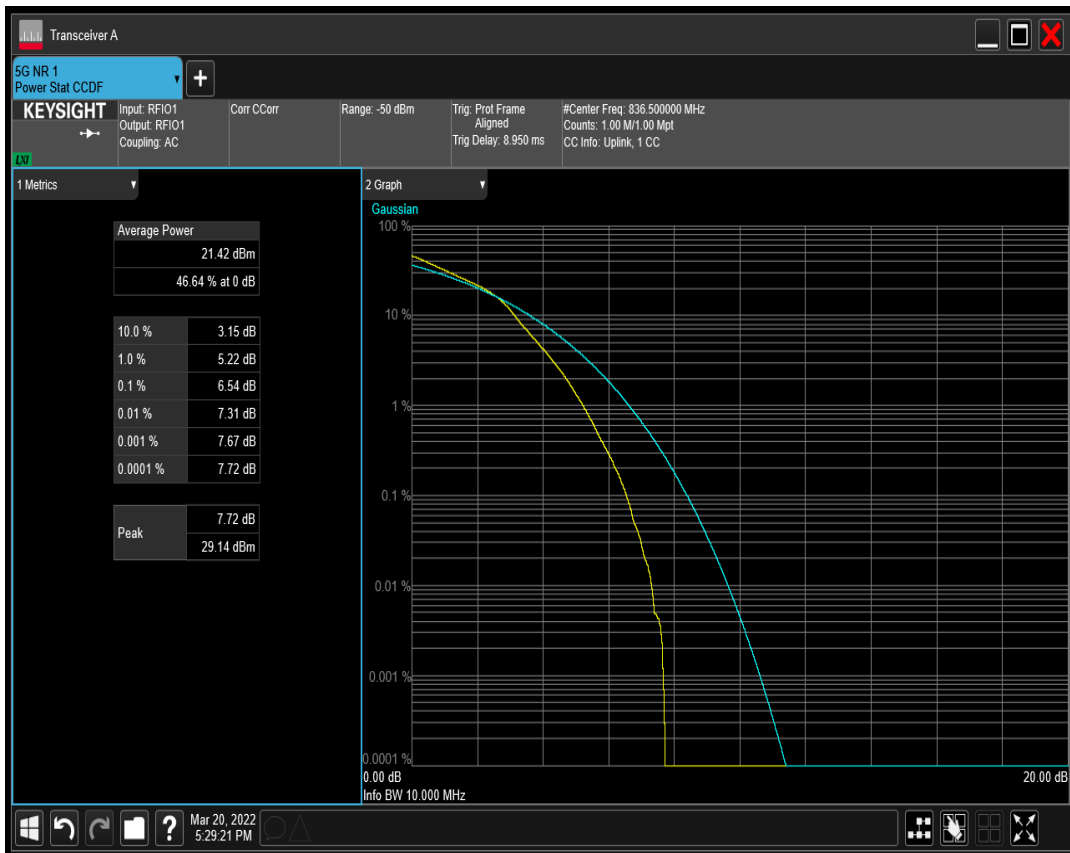 Transceiver A
5G NR 1
Power Stat CCDF
+
KEYSIGHT
LXI
Input: RFIO1
Output: RFIO1
Coupling: AC
Corr CCorr
Range: -50 dBm
Trig: Prot Frame
Aligned
Trig Delay: 8.950 ms
#Center Freq: 836.500000 MHz
Counts: 1.00 M/1.00 Mpt
CC Info: Uplink, 1 CC
1 Metrics
Average Power
21.42 dBm
46.64 % at 0 dB
10.0 % 3.15 dB
1.0 % 5.22 dB
0.1 % 6.54 dB
0.01 % 7.31 dB
0.001 % 7.67 dB
0.0001 % 7.72 dB
Peak
7.72 dB
29.14 dBm
2 Graph
Gaussian
100 %
10 %
1 %
0.1 %
0.01 %
0.001 %
0.0001 %
0.00 dB 20.00 dB
Info BW 10.000 MHz
?
Mar 20, 2022
5:29:21 PM